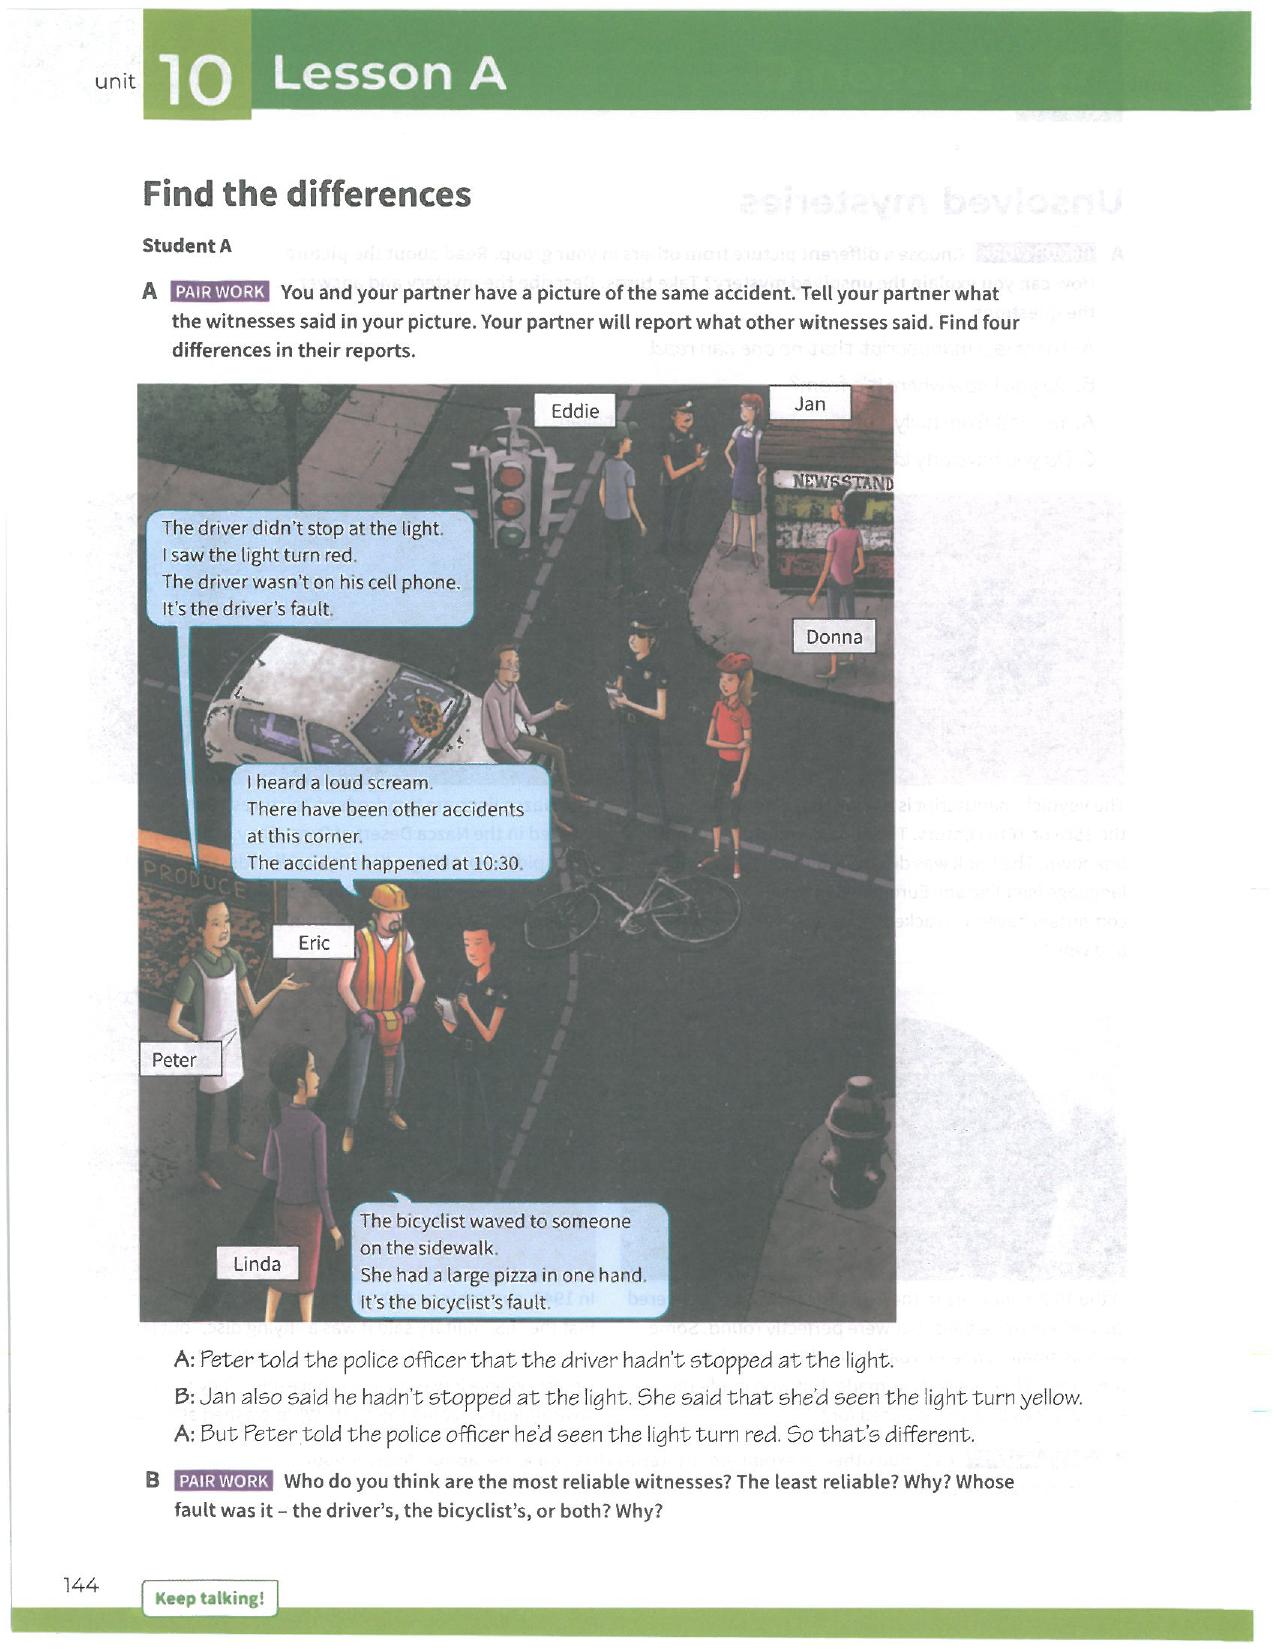 unit 10 Lesson A
Find the differences
Student A
A PAIR WORK You and your partner have a picture of the same accident. Tell your partner what
the witnesses said in your picture. Your partner will report what other witnesses said. Find four
differences in their reports.
Eddie
Jan
NEWSSTAND
The driver didn't stop at the light.
I saw the light turn red.
The driver wasn't on his cell phone.
It's the driver's fault.
Donna
I heard a loud scream.
There have been other accidents
at this corner.
The accident happened at 10:30.
PRODUCE
Eric
Peter
The bicyclist waved to someone
on the sidewalk.
She had a large pizza in one hand.
It's the bicyclist's fault.
Linda
A: Peter told the police officer that the driver hadn't stopped at the light.
B: Jan also said he hadn't stopped at the light. She said that she'd seen the light turn yellow.
A: But Peter told the police officer he'd seen the light turn red. So that's different.
B PAIR WORK Who do you think are the most reliable witnesses? The least reliable? Why? Whose
fault was it – the driver's, the bicyclist's, or both? Why?
144
Keep talking!